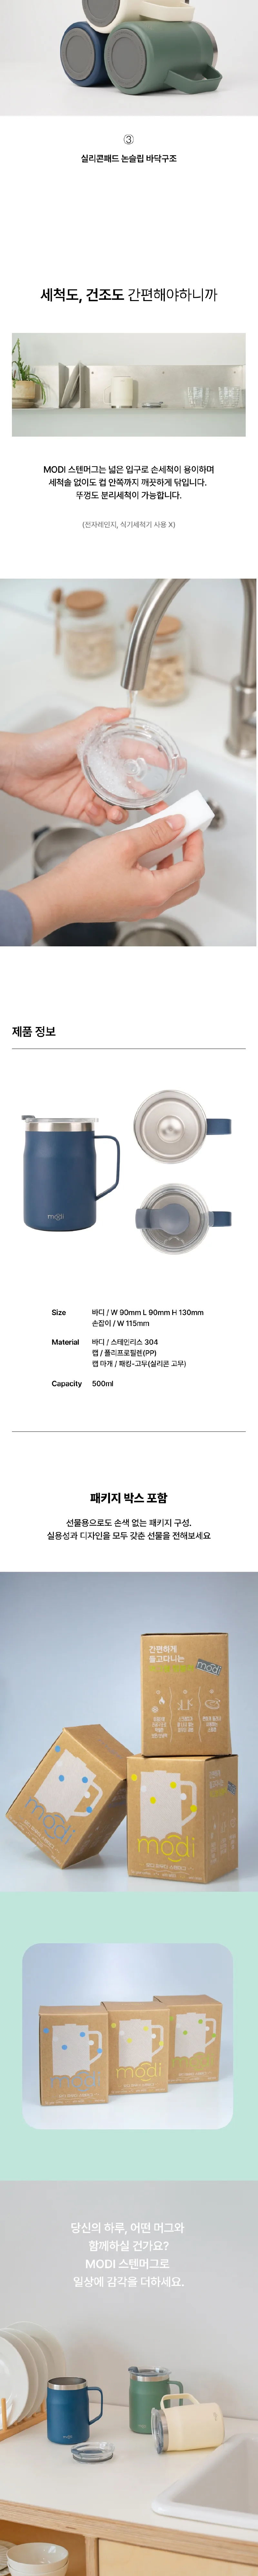 ③
실리콘패드 논슬립 바닥구조
세척도, 건조도 간편해야하니까
MODI 스텐머그는 넓은 입구로 손세척이 용이하며
세척솔 없이도 컵 안쪽까지 깨끗하게 닦입니다.
뚜껑도 분리세척이 가능합니다.
(전자레인지, 식기세척기 사용 X)
제품 정보
modi
Size 바디 / W 90mm L 90mm H 130mm
손잡이 / W 115mm
Material 바디 / 스테인리스 304
캡 / 폴리프로필렌(PP)
캡 마개 / 패킹-고무(실리콘 고무)
Capacity 500ml
패키지 박스 포함
선물용으로도 손색 없는 패키지 구성.
실용성과 디자인을 모두 갖춘 선물을 전해보세요
간편하게
들고다니는
modi
modi
modi
modi
modi
당신의 하루, 어떤 머그와
함께하실 건가요?
MODI 스텐머그로
일상에 감각을 더하세요.
modi